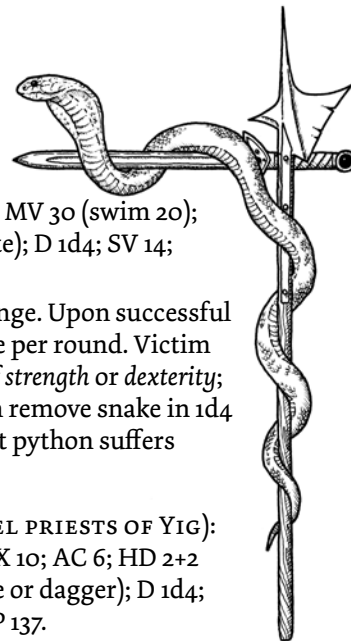 MV 30 (swim 20);
e); D 1d4; SV 14;
nge. Upon successful
e per round. Victim
strength or dexterity;
n remove snake in 1d4
t python suffers
EL PRIESTS OF YIG):
X 10; AC 6; HD 2+2
e or dagger); D 1d4;
P 137.